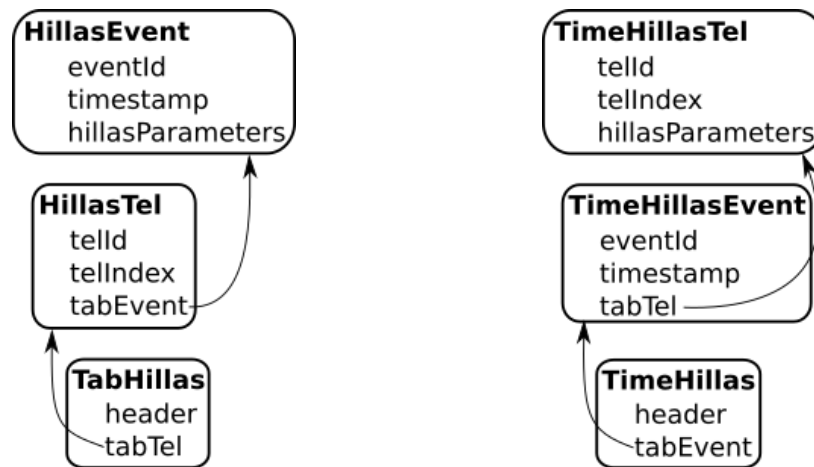 HillasEvent
eventId
timestamp
hillasParameters
HillasTel
telId
telIndex
tabEvent
TabHillas
header
tabTel
TimeHillasTel
telId
telIndex
hillasParameters
TimeHillasEvent
eventId
timestamp
tabTel
TimeHillas
header
tabEvent